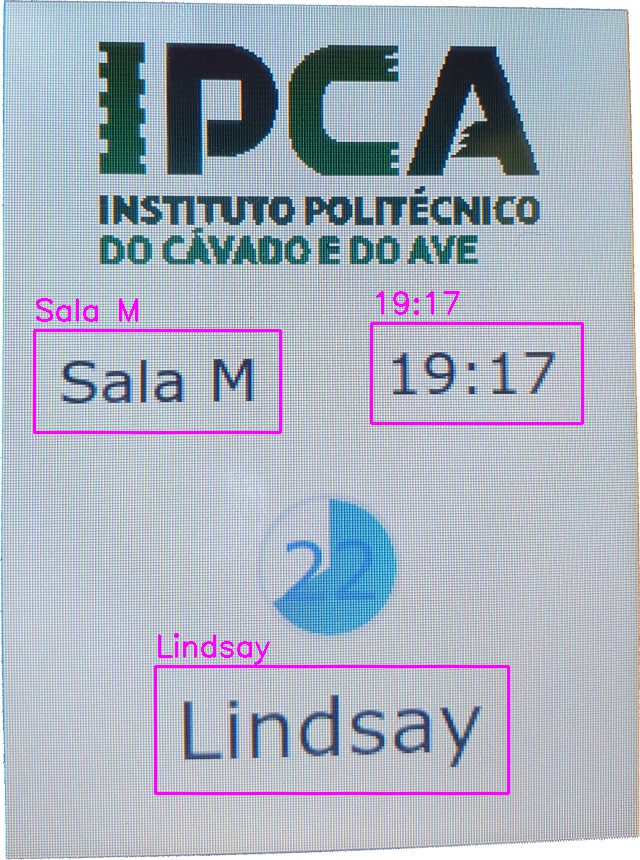 IPCA
INSTITUTO POLITÉCNICO
DO CÁVADO E DO AVE
Sala M 19:17
Sala M 19:17
22
Lindsay
Lindsay